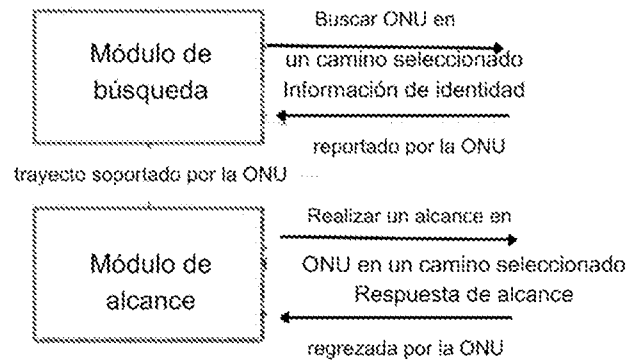 Módulo de
búsqueda
Buscar ONU en
un camino seleccionado
Información de identidad
reportado por la ONU
trayecto soportado por la ONU
Módulo de
alcance
Realizar un alcance en
ONU en un camino seleccionado
Respuesta de alcance
regrezada por la ONU